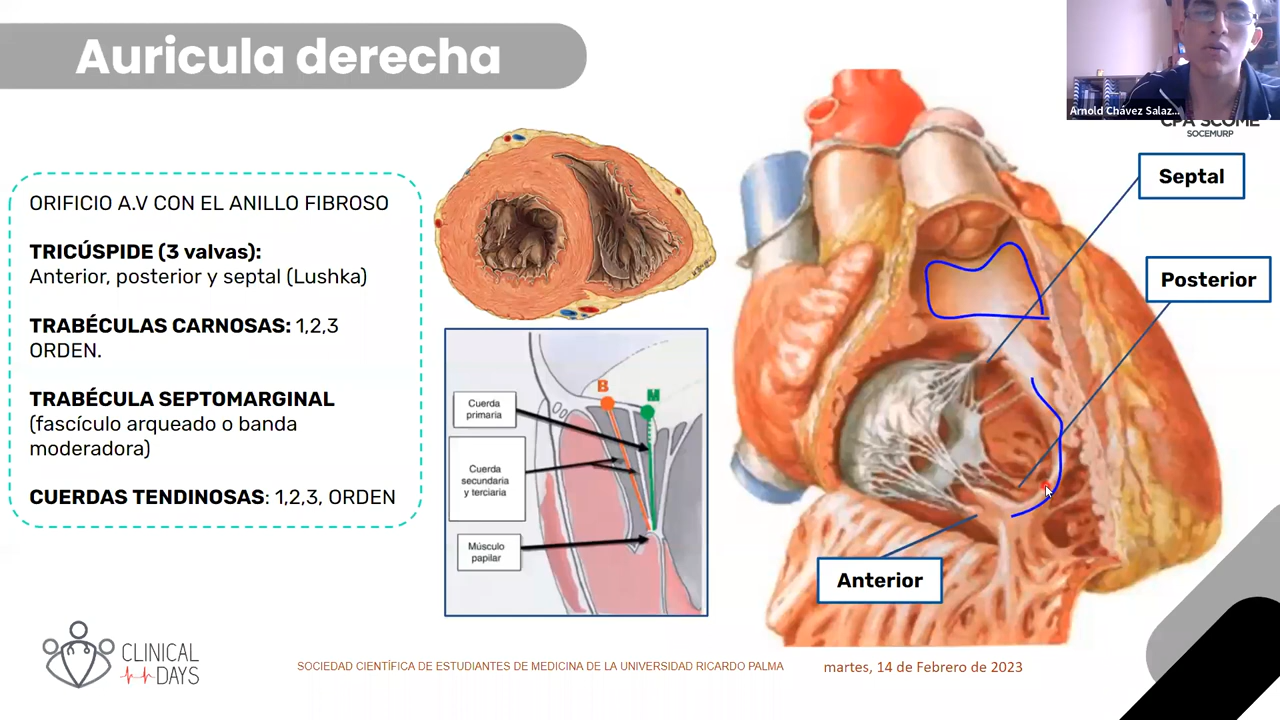 Auricula derecha
Arnold Chávez Salaz...
CPA SCOME
SOCEMURP
ORIFICIO A.V CON EL ANILLO FIBROSO
TRICÚSPIDE (3 valvas):
Anterior, posterior y septal (Lushka)
TRABÉCULAS CARNOSAS: 1,2,3
ORDEN.
TRABÉCULA SEPTOMARGINAL
(fascículo arqueado o banda
moderadora)
CUERDAS TENDINOSAS: 1,2,3, ORDEN
B
M
Cuerda
primaria
Cuerda
secundaria
y terciaria
Músculo
papilar
Septal
Posterior
Anterior
CLINICAL
DAYS
SOCIEDAD CIENTÍFICA DE ESTUDIANTES DE MEDICINA DE LA UNIVERSIDAD RICARDO PALMA
martes, 14 de Febrero de 2023